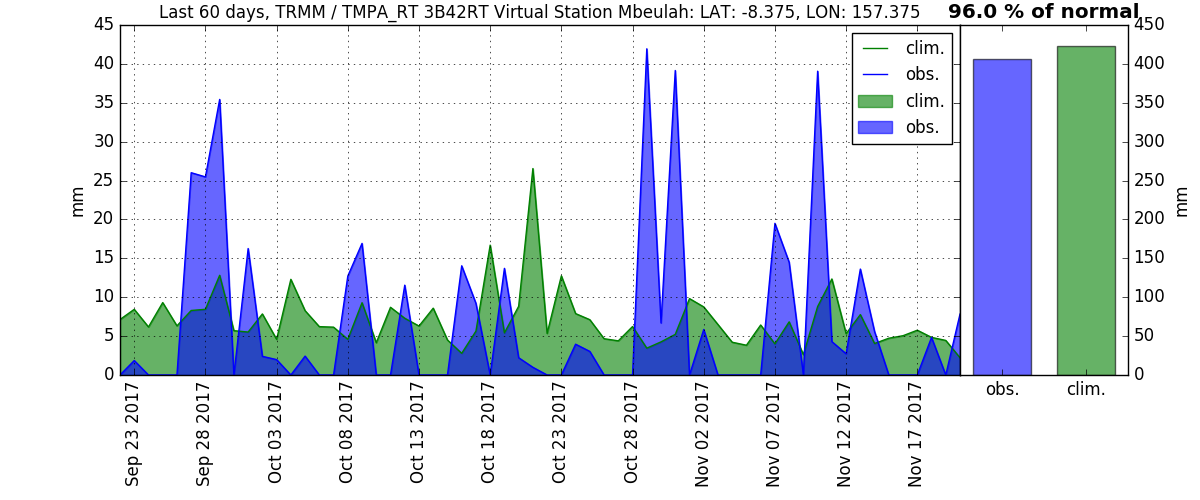 Last 60 days, TRMM / TMPA_RT 3B42RT Virtual Station Mbeulah: LAT: -8.375, LON: 157.375
96.0 % of normal
45
40
35
30
25
20
15
10
5
0
mm
clim.
obs.
clim.
obs.
450
400
350
300
250
200
150
100
50
0
mm
obs.
clim.
Sep 23 2017
Sep 28 2017
Oct 03 2017
Oct 08 2017
Oct 13 2017
Oct 18 2017
Oct 23 2017
Oct 28 2017
Nov 02 2017
Nov 07 2017
Nov 12 2017
Nov 17 2017